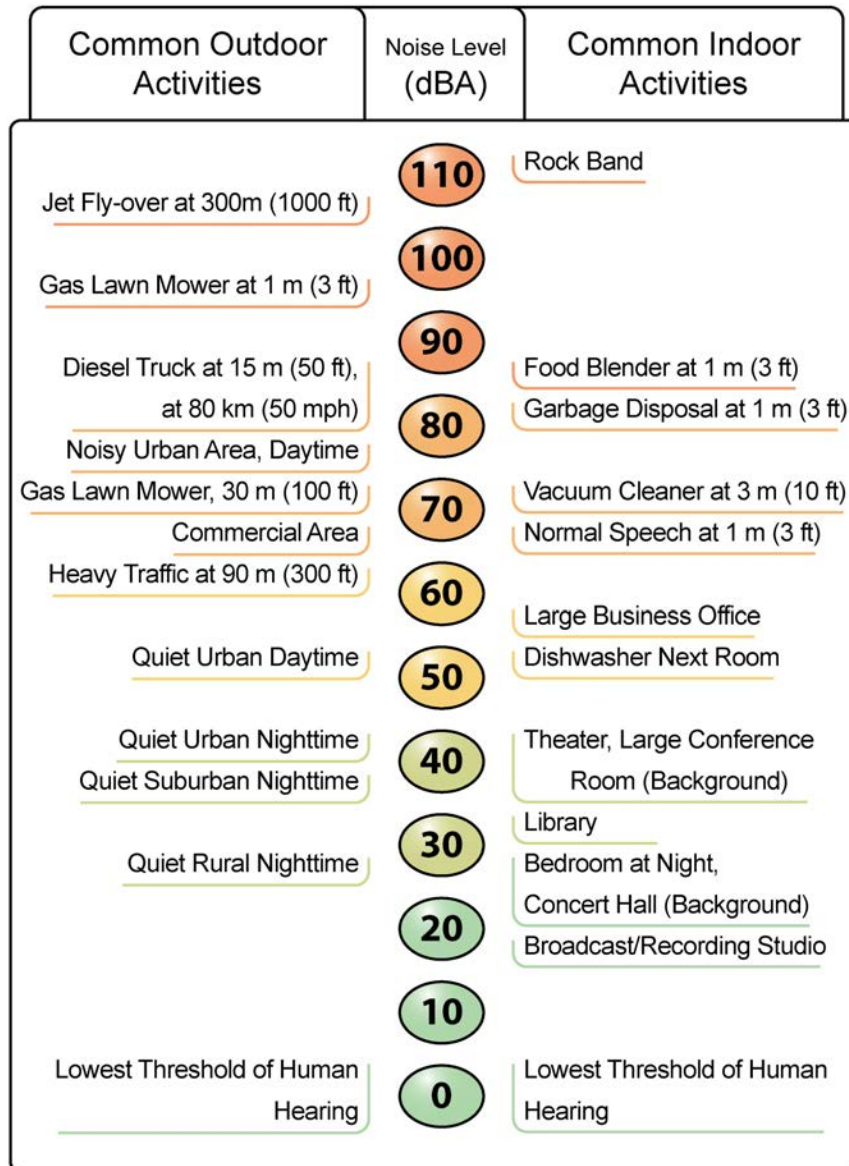 Common Outdoor
Activities
Noise Level
(dBA)
Common Indoor
Activities
110
Rock Band
Jet Fly-over at 300m (1000 ft)
100
Gas Lawn Mower at 1 m (3 ft)
90
Diesel Truck at 15 m (50 ft),
Food Blender at 1 m (3 ft)
at 80 km (50 mph)
80
Garbage Disposal at 1 m (3 ft)
Noisy Urban Area, Daytime
Gas Lawn Mower, 30 m (100 ft)
70
Vacuum Cleaner at 3 m (10 ft)
Commercial Area
Normal Speech at 1 m (3 ft)
Heavy Traffic at 90 m (300 ft)
60
Large Business Office
Quiet Urban Daytime
50
Dishwasher Next Room
Quiet Urban Nighttime
40
Theater, Large Conference
Quiet Suburban Nighttime
Room (Background)
Library
30
Quiet Rural Nighttime
Bedroom at Night,
Concert Hall (Background)
20
Broadcast/Recording Studio
10
Lowest Threshold of Human
Hearing
0
Lowest Threshold of Human
Hearing